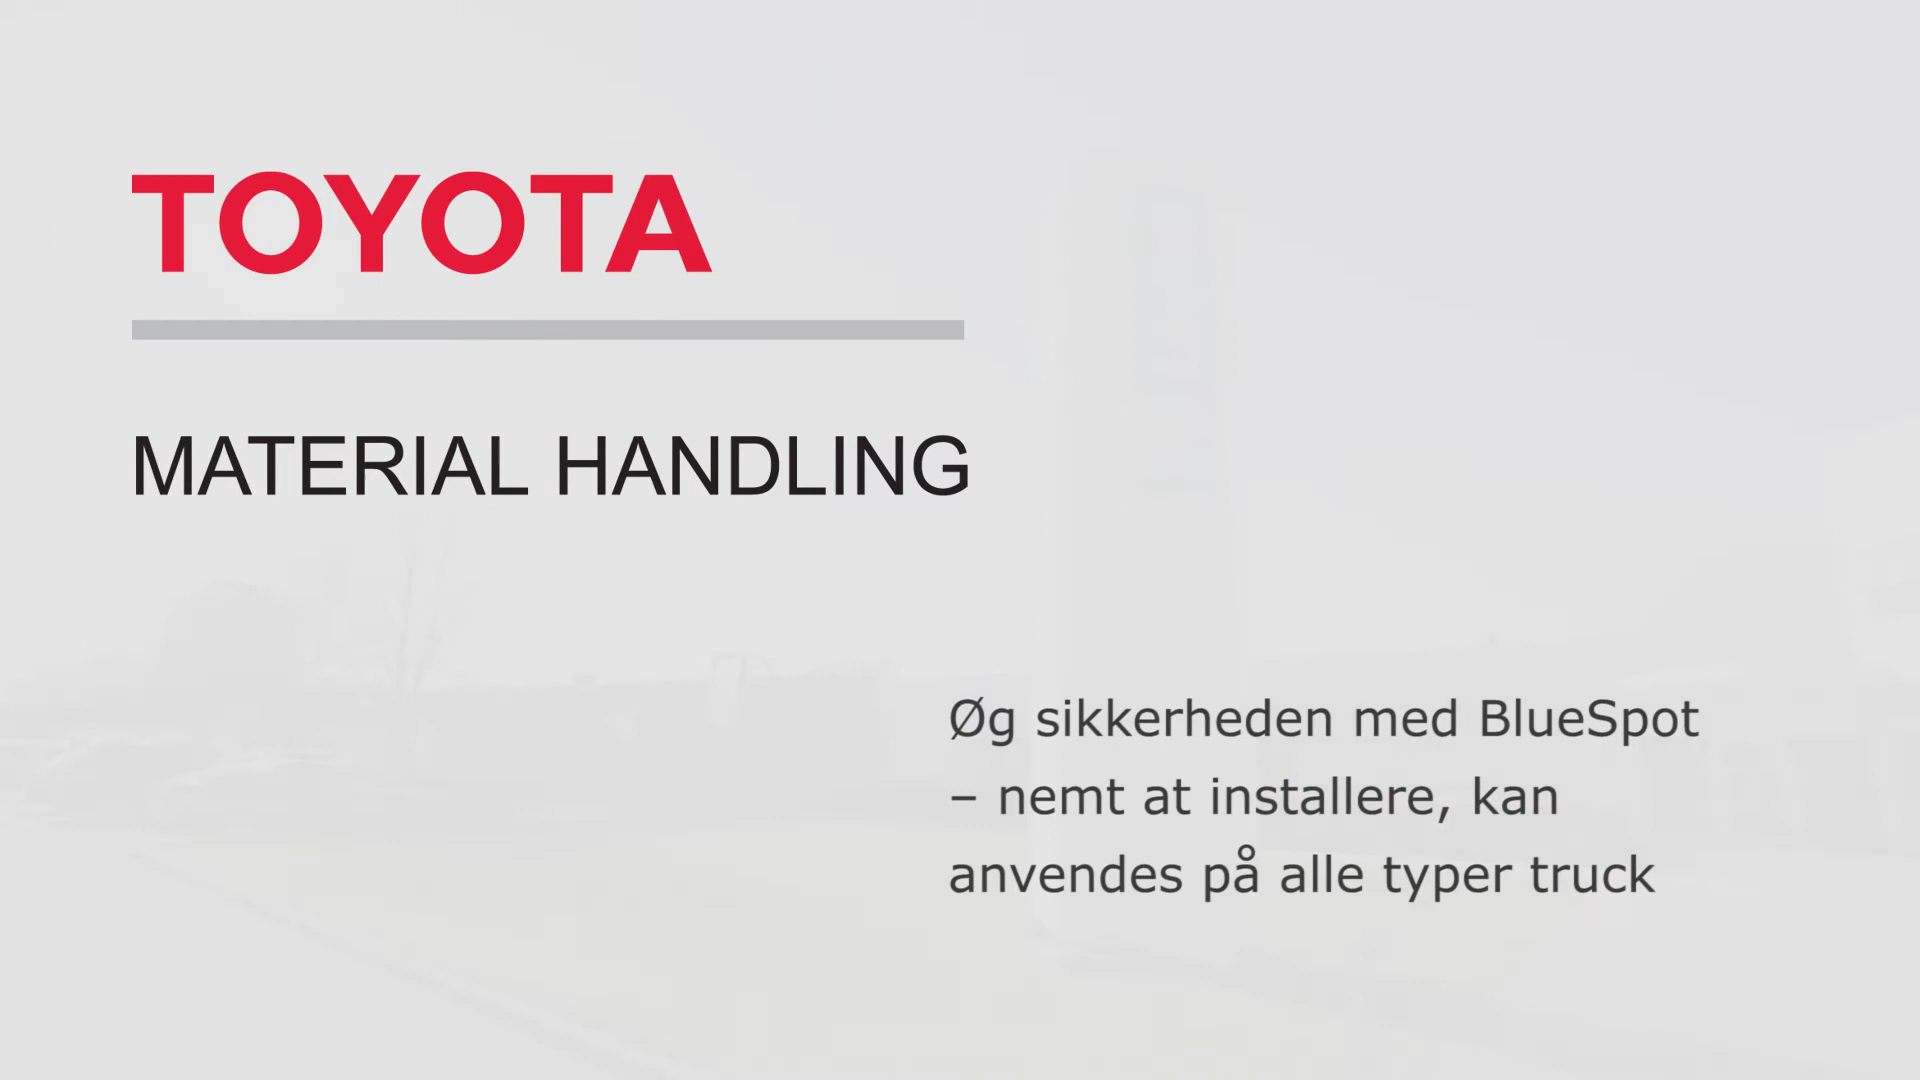 TOYOTA
MATERIAL HANDLING
Øg sikkerheden med BlueSpot
– nemt at installere, kan
anvendes på alle typer truck